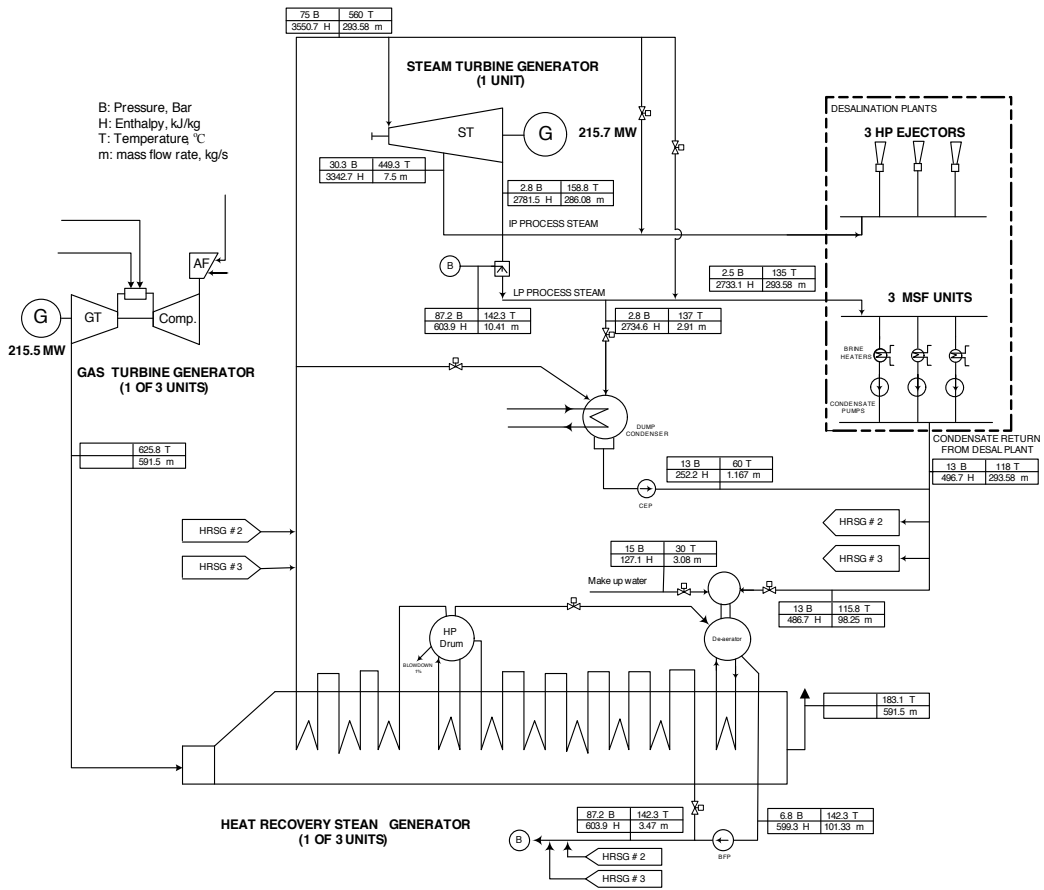 75 B 560 T
3550.7 H 293.58 m
STEAM TURBINE GENERATOR
(1 UNIT)
B: Pressure, Bar
H: Enthalpy, kJ/kg
T: Temperature, °C
m: mass flow rate, kg/s
DESALINATION PLANTS
3 HP EJECTORS
ST
G
215.7 MW
30.3 B 449.3 T
3342.7 H 7.5 m
2.8 B 158.8 T
2781.5 H 286.08 m
IP PROCESS STEAM
AF
B
2.5 B 135 T
2733.1 H 293.58 m
LP PROCESS STEAM
3 MSF UNITS
G
GT
Comp.
215.5 MW
87.2 B 142.3 T
603.9 H 10.41 m
2.8 B 137 T
2734.6 H 2.91 m
BRINE
HEATERS
GAS TURBINE GENERATOR
(1 OF 3 UNITS)
CONDENSATE
PUMPS
DUMP
CONDENSER
CONDENSATE RETURN
FROM DESAL PLANT
625.8 T
591.5 m
13 B 60 T
252.2 H 1.167 m
13 B 118 T
496.7 H 293.58 m
CEP
HRSG # 2
HRSG # 2
HRSG # 3
HRSG # 3
15 B 30 T
127.1 H 3.08 m
Make up water
13 B 115.8 T
486.7 H 98.25 m
HP
Drum
De-aerator
BLOWDOWN
1%
183.1 T
591.5 m
HEAT RECOVERY STEAN GENERATOR
(1 OF 3 UNITS)
87.2 B 142.3 T
603.9 H 3.47 m
6.8 B 142.3 T
599.3 H 101.33 m
B
BFP
HRSG # 2
HRSG # 3